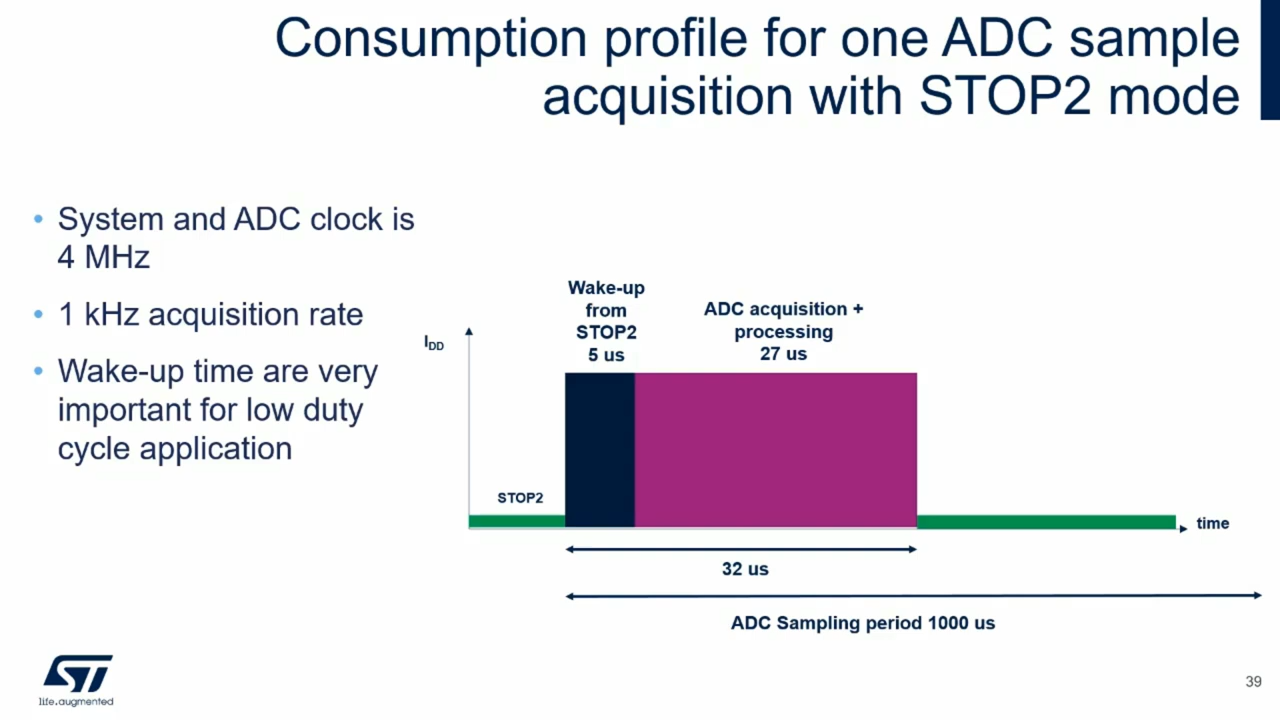 Consumption profile for one ADC sample
acquisition with STOP2 mode
• System and ADC clock is
4 MHz
• 1 kHz acquisition rate
• Wake-up time are very
important for low duty
cycle application
Wake-up
from
STOP2
5 us
ADC acquisition +
processing
27 us
IDD
STOP2
time
32 us
ADC Sampling period 1000 us
ST
life.augmented
39